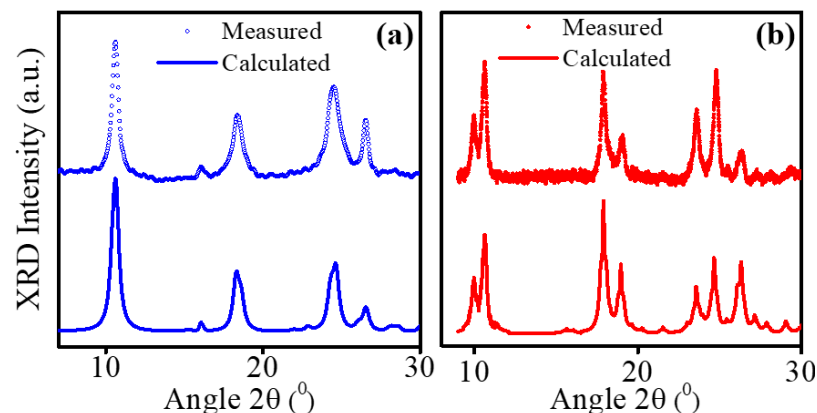 Measured
Calculated
(a)
Measured
Calculated
(b)
XRD Intensity (a.u.)
10
20
30
10
20
30
Angle 2θ (⁰)
Angle 2θ (⁰)